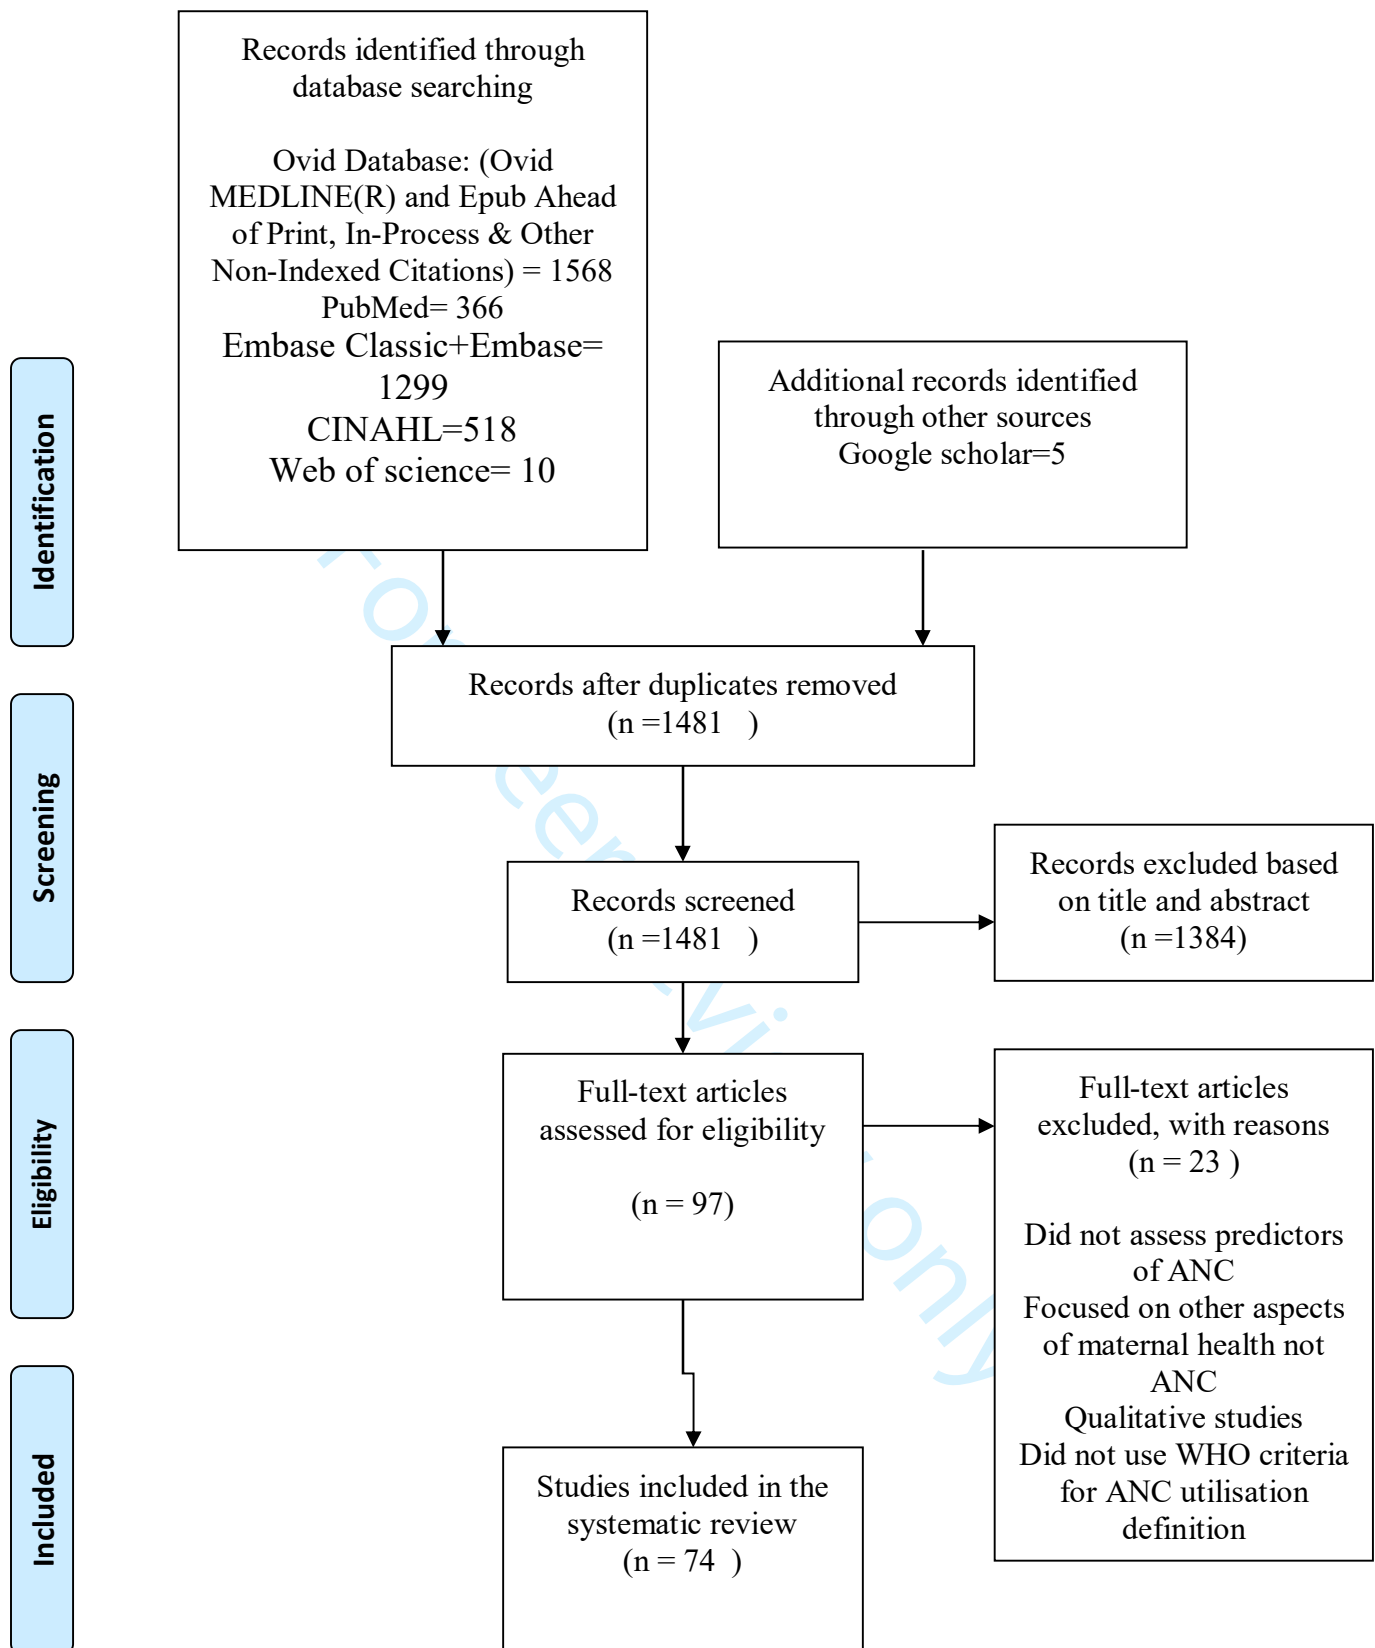 Records identified through
database searching
Ovid Database: (Ovid
MEDLINE(R) and Epub Ahead
of Print, In-Process & Other
Non-Indexed Citations) = 1568
PubMed= 366
Embase Classic+Embase=
1299
CINAHL=518
Web of science= 10
Additional records identified
through other sources
Google scholar=5
Identification
Records after duplicates removed
(n =1481 )
Screening
Records screened
(n =1481 )
Records excluded based
on title and abstract
(n =1384)
Eligibility
Full-text articles
assessed for eligibility
(n = 97)
Full-text articles
excluded, with reasons
(n = 23 )
Did not assess predictors
of ANC
Focused on other aspects
of maternal health not
ANC
Qualitative studies
Did not use WHO criteria
for ANC utilisation
definition
Included
Studies included in the
systematic review
(n = 74 )